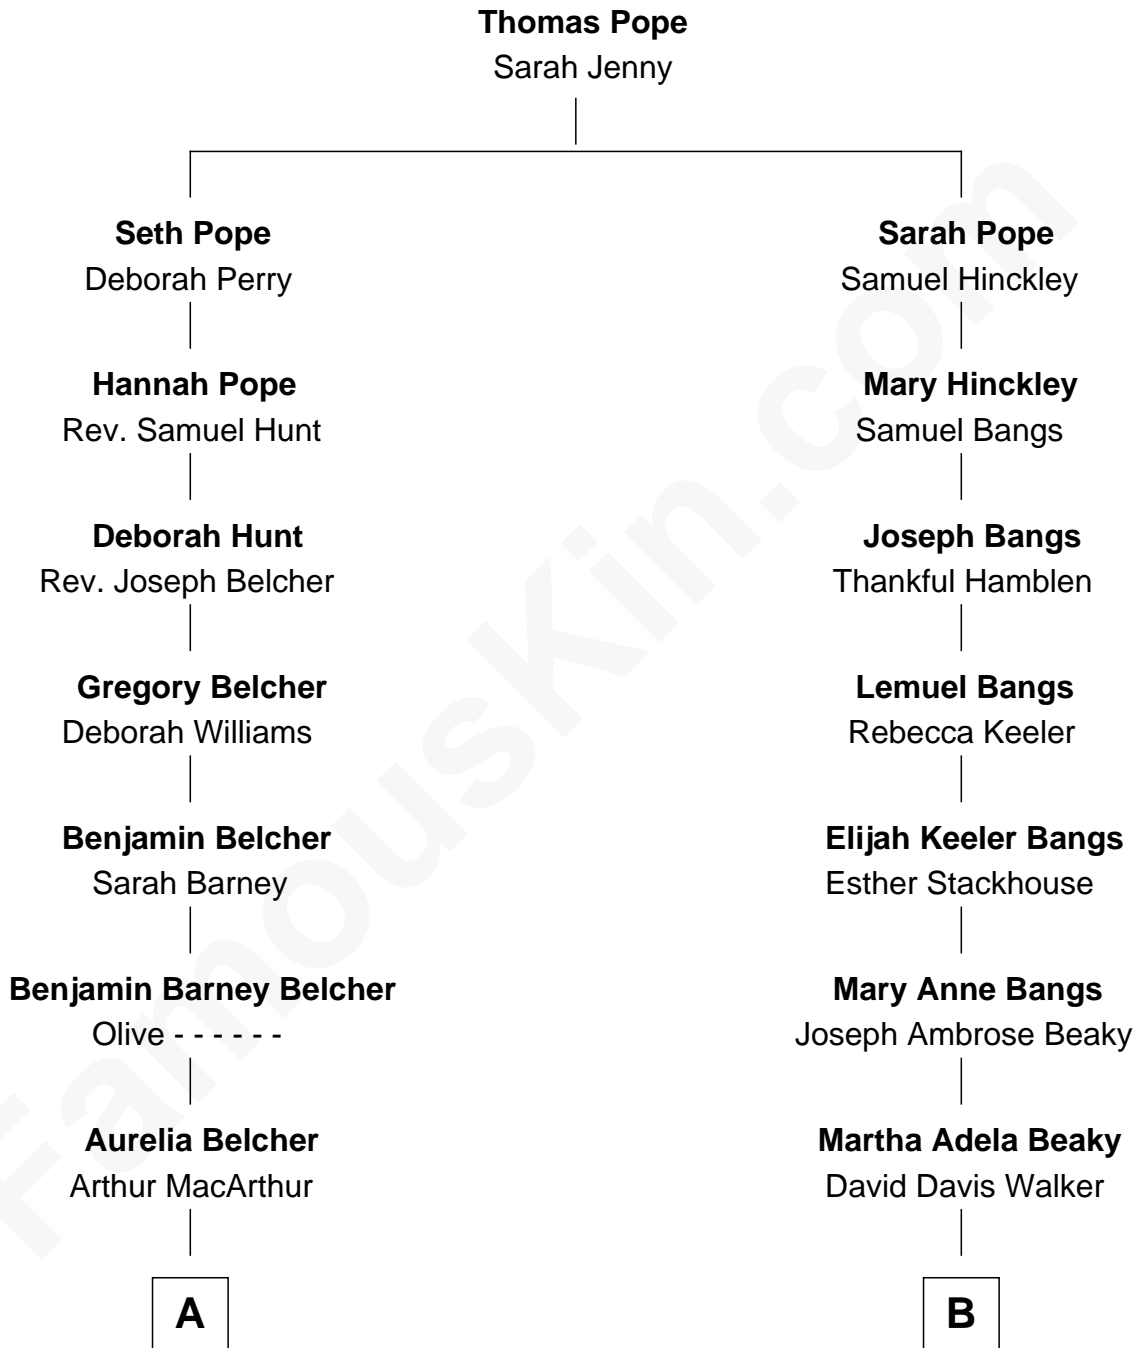 Thomas Pope
Sarah Jenny
Seth Pope
Deborah Perry
Hannah Pope
Rev. Samuel Hunt
Deborah Hunt
Rev. Joseph Belcher
Gregory Belcher
Deborah Williams
Benjamin Belcher
Sarah Barney
Benjamin Barney Belcher
Olive - - - - - -
Aurelia Belcher
Arthur MacArthur
A
Sarah Pope
Samuel Hinckley
Mary Hinckley
Samuel Bangs
Joseph Bangs
Thankful Hamblen
Lemuel Bangs
Rebecca Keeler
Elijah Keeler Bangs
Esther Stackhouse
Mary Anne Bangs
Joseph Ambrose Beaky
Martha Adela Beaky
David Davis Walker
B
FamousKin.com